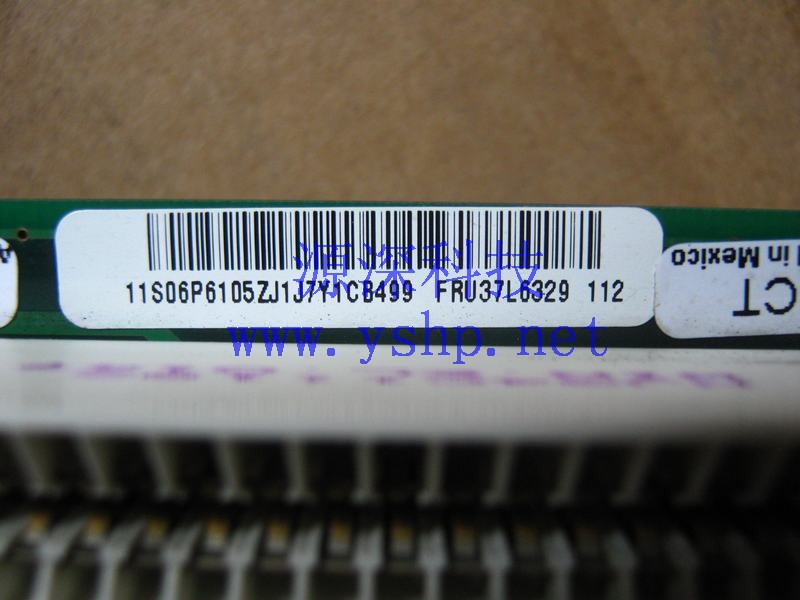 源深科技
11S06P6105ZJ1J7Y1CB499 FRU37L6329 112
www.yshp.net
in Mexico
CT